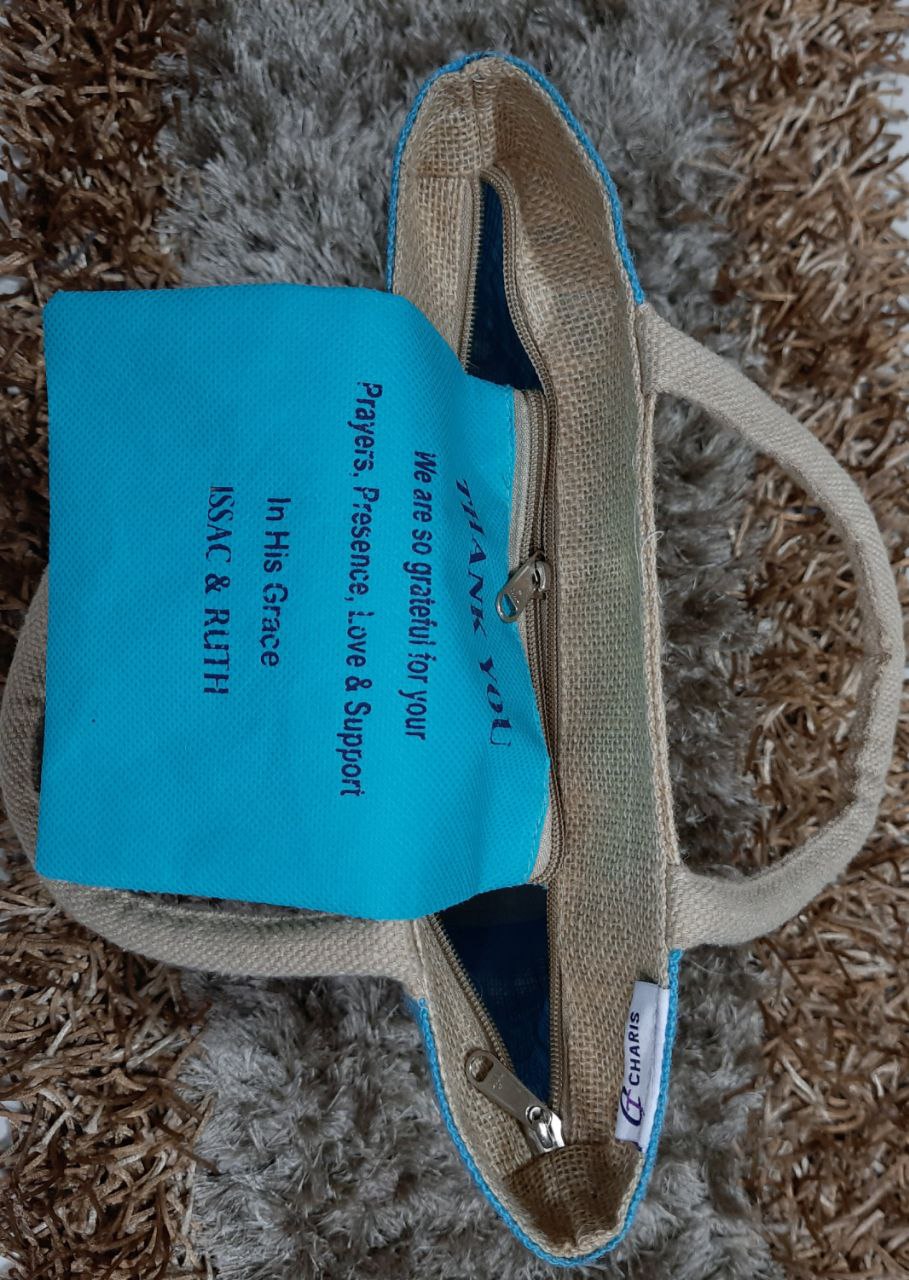 THANK YOU
We are so grateful for your
Prayers, Presence, Love & Support
In His Grace
ISSAC & RUTH
CHARIS